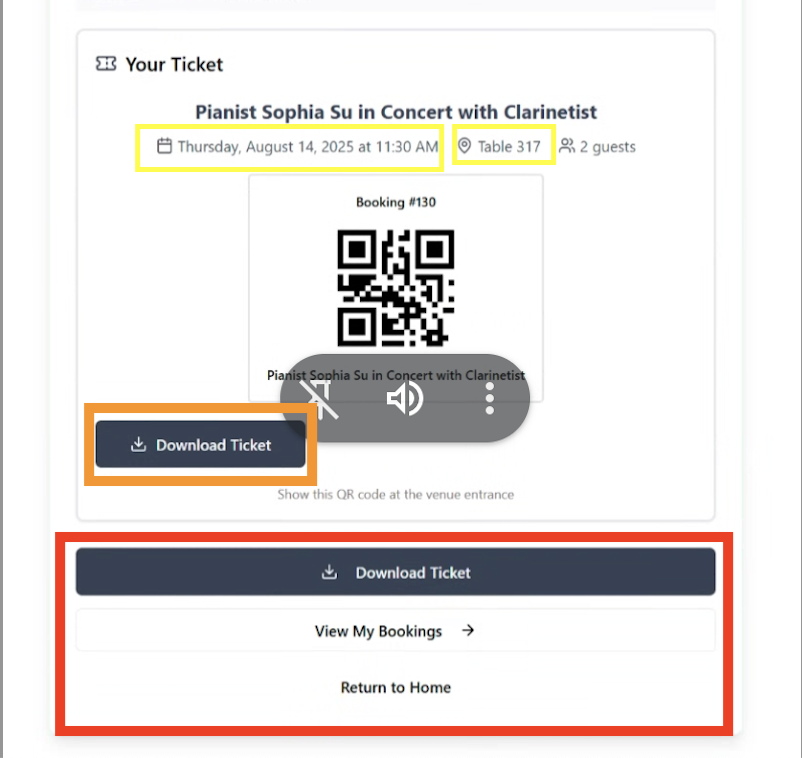 Your Ticket
Pianist Sophia Su in Concert with Clarinetist
Thursday, August 14, 2025 at 11:30 AM Table 317 2 guests
Booking #130
Pianist Sophia Su in Concert with Clarinetist
Download Ticket
Show this QR code at the venue entrance
Download Ticket
View My Bookings →
Return to Home